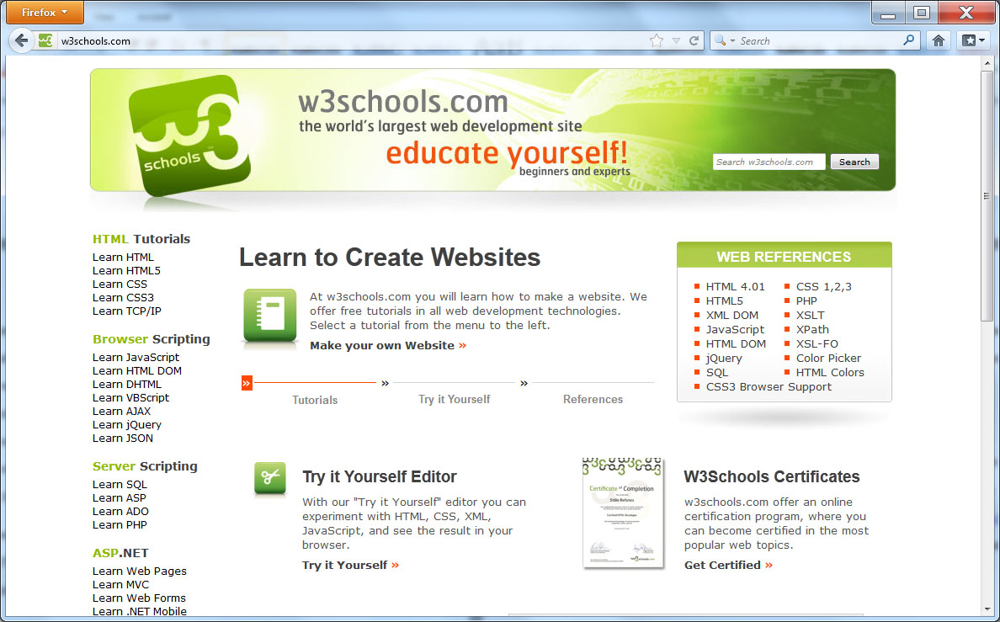 Firefox
w3schools.com
Search
w3schools.com
the world's largest web development site
educate yourself!
beginners and experts
W3
schools
Search w3schools.com
Search
HTML Tutorials
Learn HTML
Learn HTML5
Learn CSS
Learn CSS3
Learn TCP/IP
Browser Scripting
Learn JavaScript
Learn HTML DOM
Learn DHTML
Learn VBScript
Learn AJAX
Learn jQuery
Learn JSON
Server Scripting
Learn SQL
Learn ASP
Learn ADO
Learn PHP
ASP.NET
Learn Web Pages
Learn MVC
Learn Web Forms
Learn .NET Mobile
Learn to Create Websites
At w3schools.com you will learn how to make a website. We
offer free tutorials in all web development technologies.
Select a tutorial from the menu to the left.
Make your own Website »
» » »
Tutorials Try it Yourself References
WEB REFERENCES
HTML 4.01 CSS 1,2,3
HTML5 PHP
XML DOM XSLT
JavaScript XPath
HTML DOM XSL-FO
jQuery Color Picker
SQL HTML Colors
CSS3 Browser Support
Try it Yourself Editor
With our "Try it Yourself" editor you can
experiment with HTML, CSS, XML,
JavaScript, and see the result in your
browser.
Try it Yourself »
Certificate of Completion
W3Schools Certificates
w3schools.com offer an online
certification program, where you
can become certified in the most
popular web topics.
Get Certified »